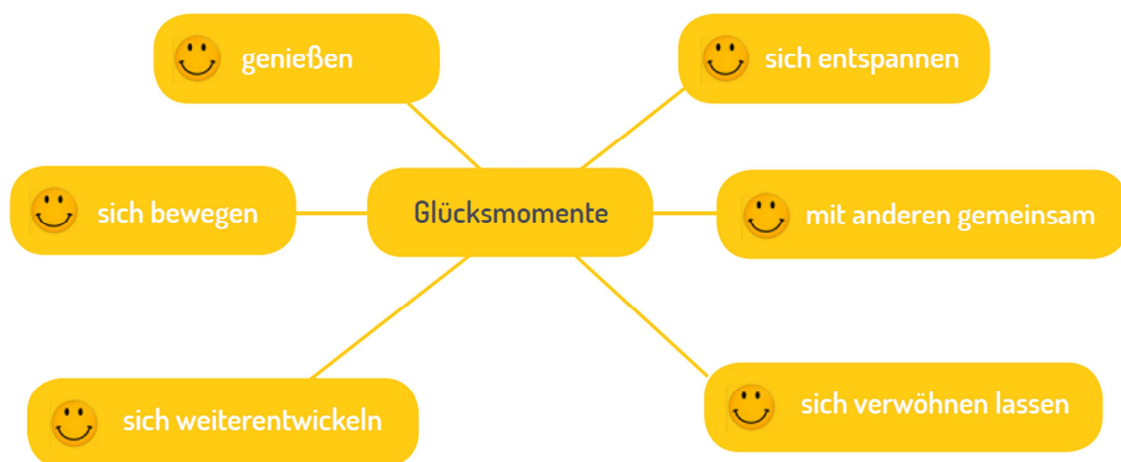 genießen
sich entspannen
sich bewegen
Glücksmomente
mit anderen gemeinsam
sich weiterentwickeln
sich verwöhnen lassen